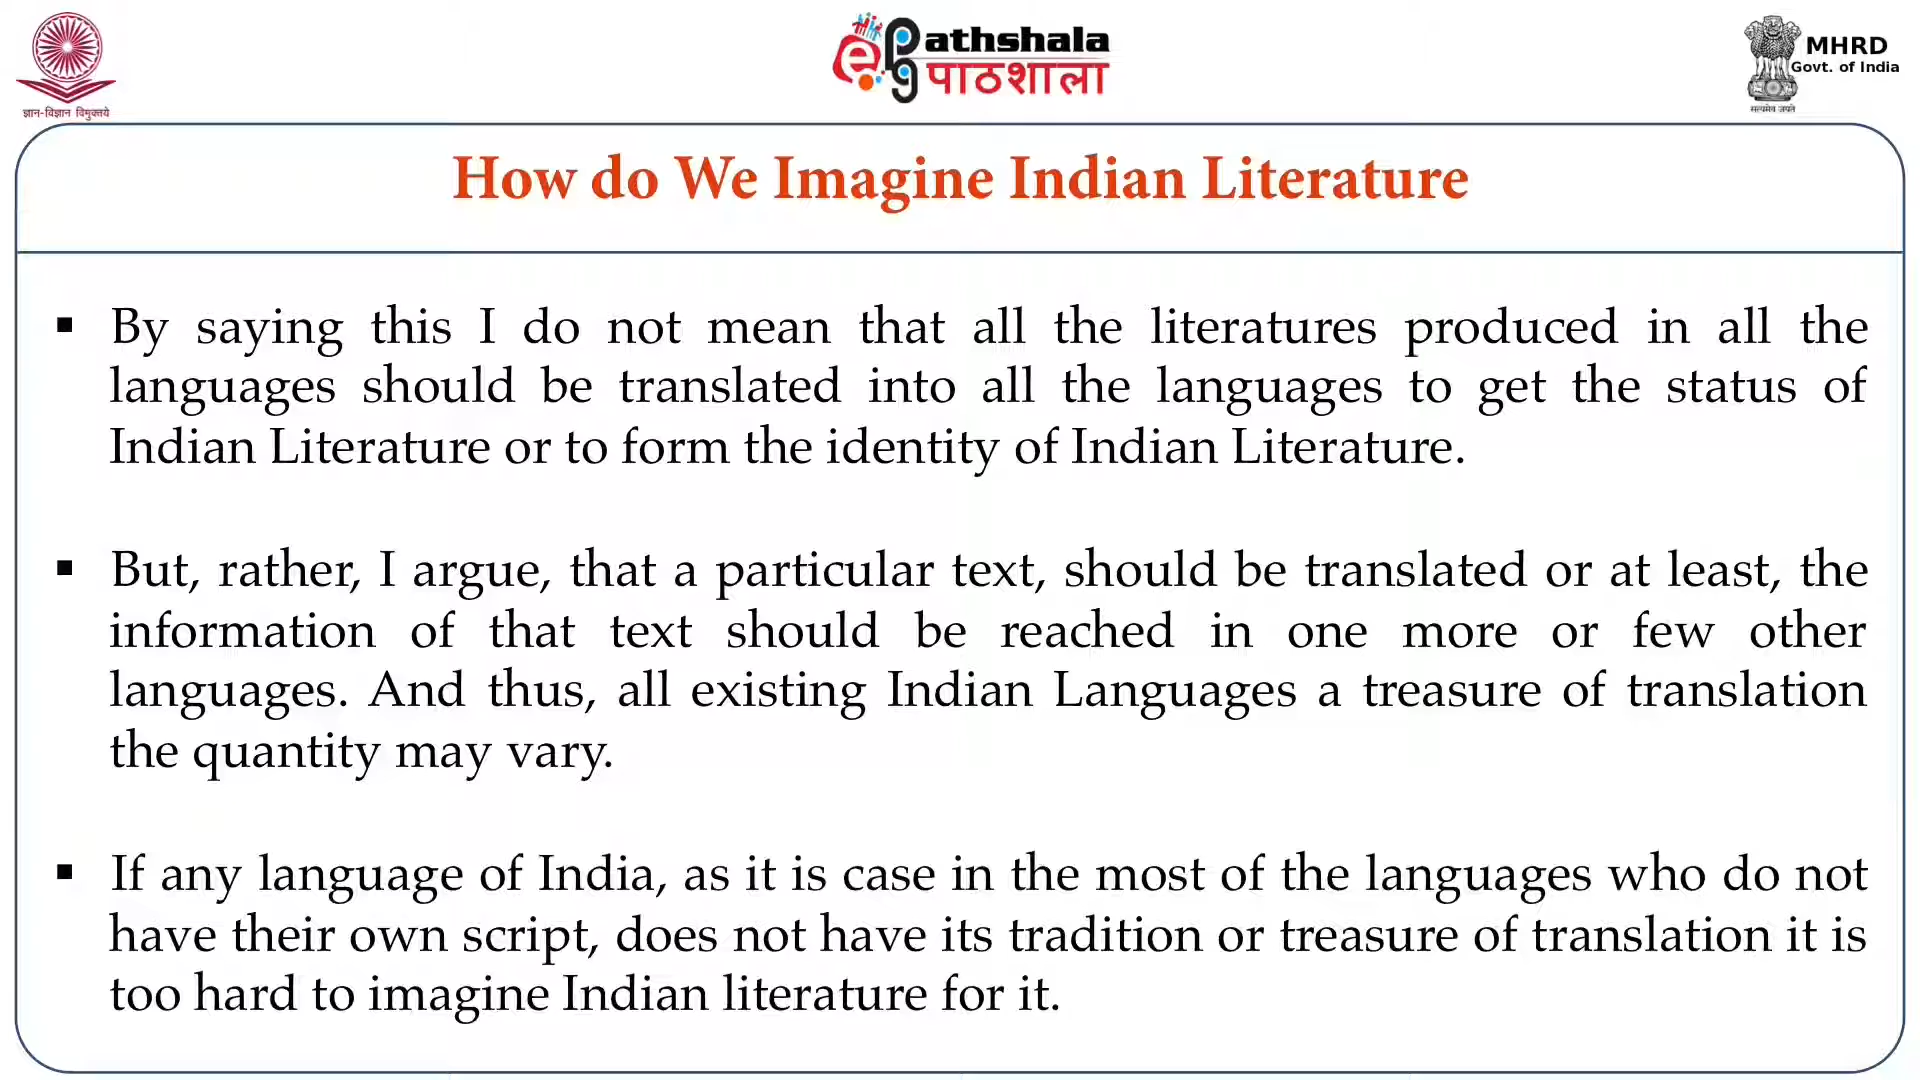 ज्ञान-विज्ञान विमुक्तये
ePathshala
पाठशाला
MHRD
Govt. of India
सत्यमेव जयते
How do We Imagine Indian Literature
▪ By saying this I do not mean that all the literatures produced in all the
languages should be translated into all the languages to get the status of
Indian Literature or to form the identity of Indian Literature.
▪ But, rather, I argue, that a particular text, should be translated or at least, the
information of that text should be reached in one more or few other
languages. And thus, all existing Indian Languages a treasure of translation
the quantity may vary.
▪ If any language of India, as it is case in the most of the languages who do not
have their own script, does not have its tradition or treasure of translation it is
too hard to imagine Indian literature for it.